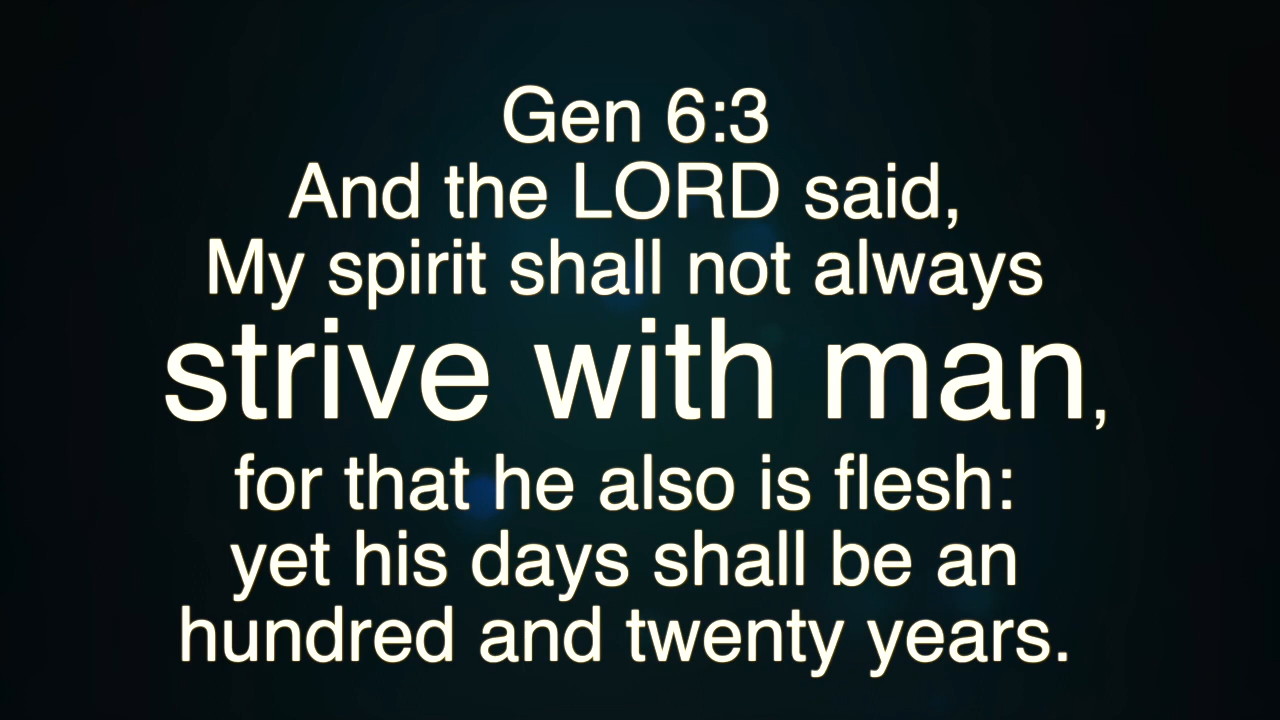 Gen 6:3
And the LORD said,
My spirit shall not always
strive with man,
for that he also is flesh:
yet his days shall be an
hundred and twenty years.